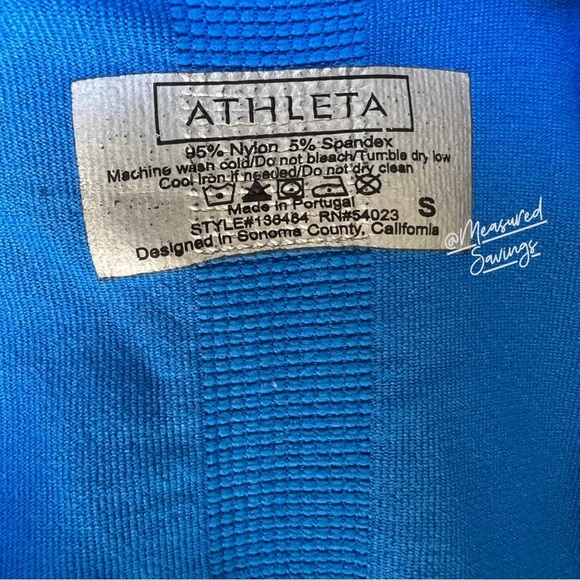 ATHLETA
95% Nylon 5% Spandex
Machine wash cold/Do not bleach/Tumble dry low
Cool Iron if needed/Do not dry clean
Made in Portugal
STYLE#138484 RN#54023 S
Designed in Sonoma County, California
@Measured
Savings